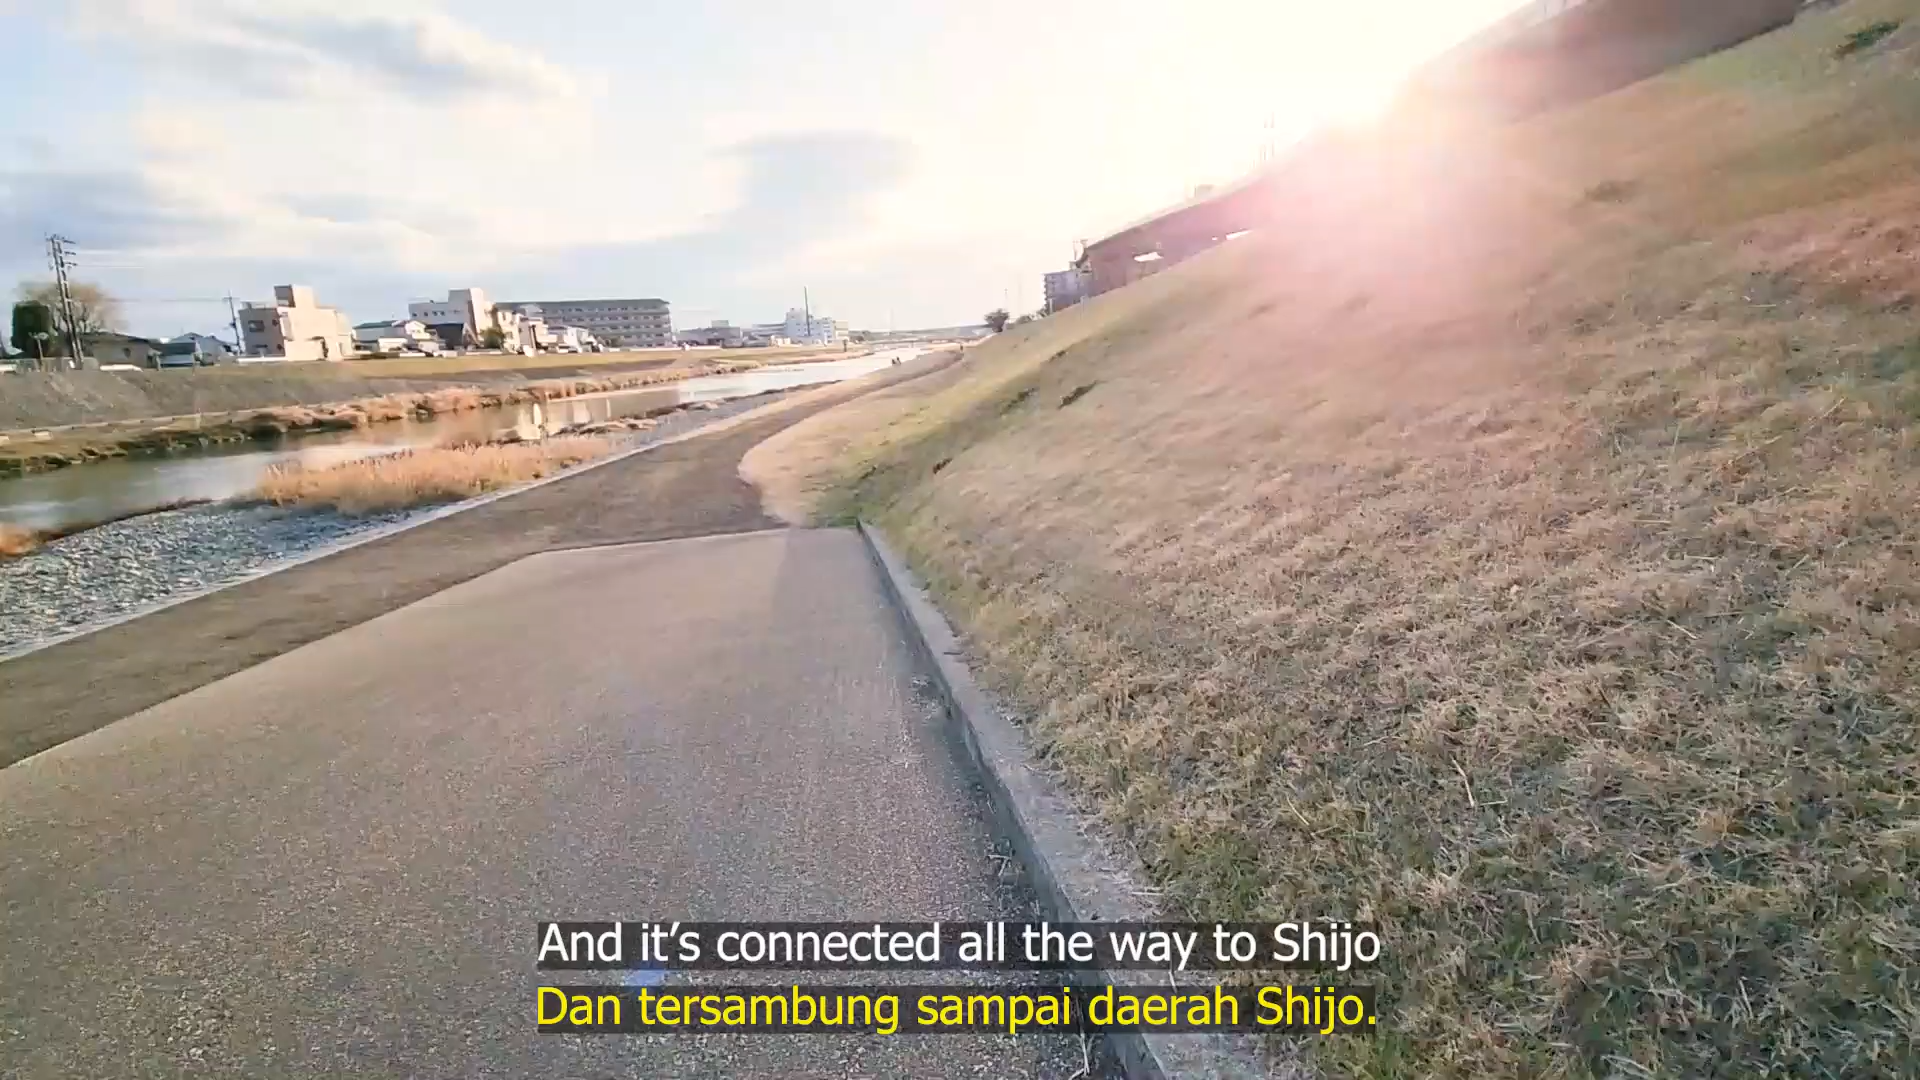 And it’s connected all the way to Shijo
Dan tersambung sampai daerah Shijo.